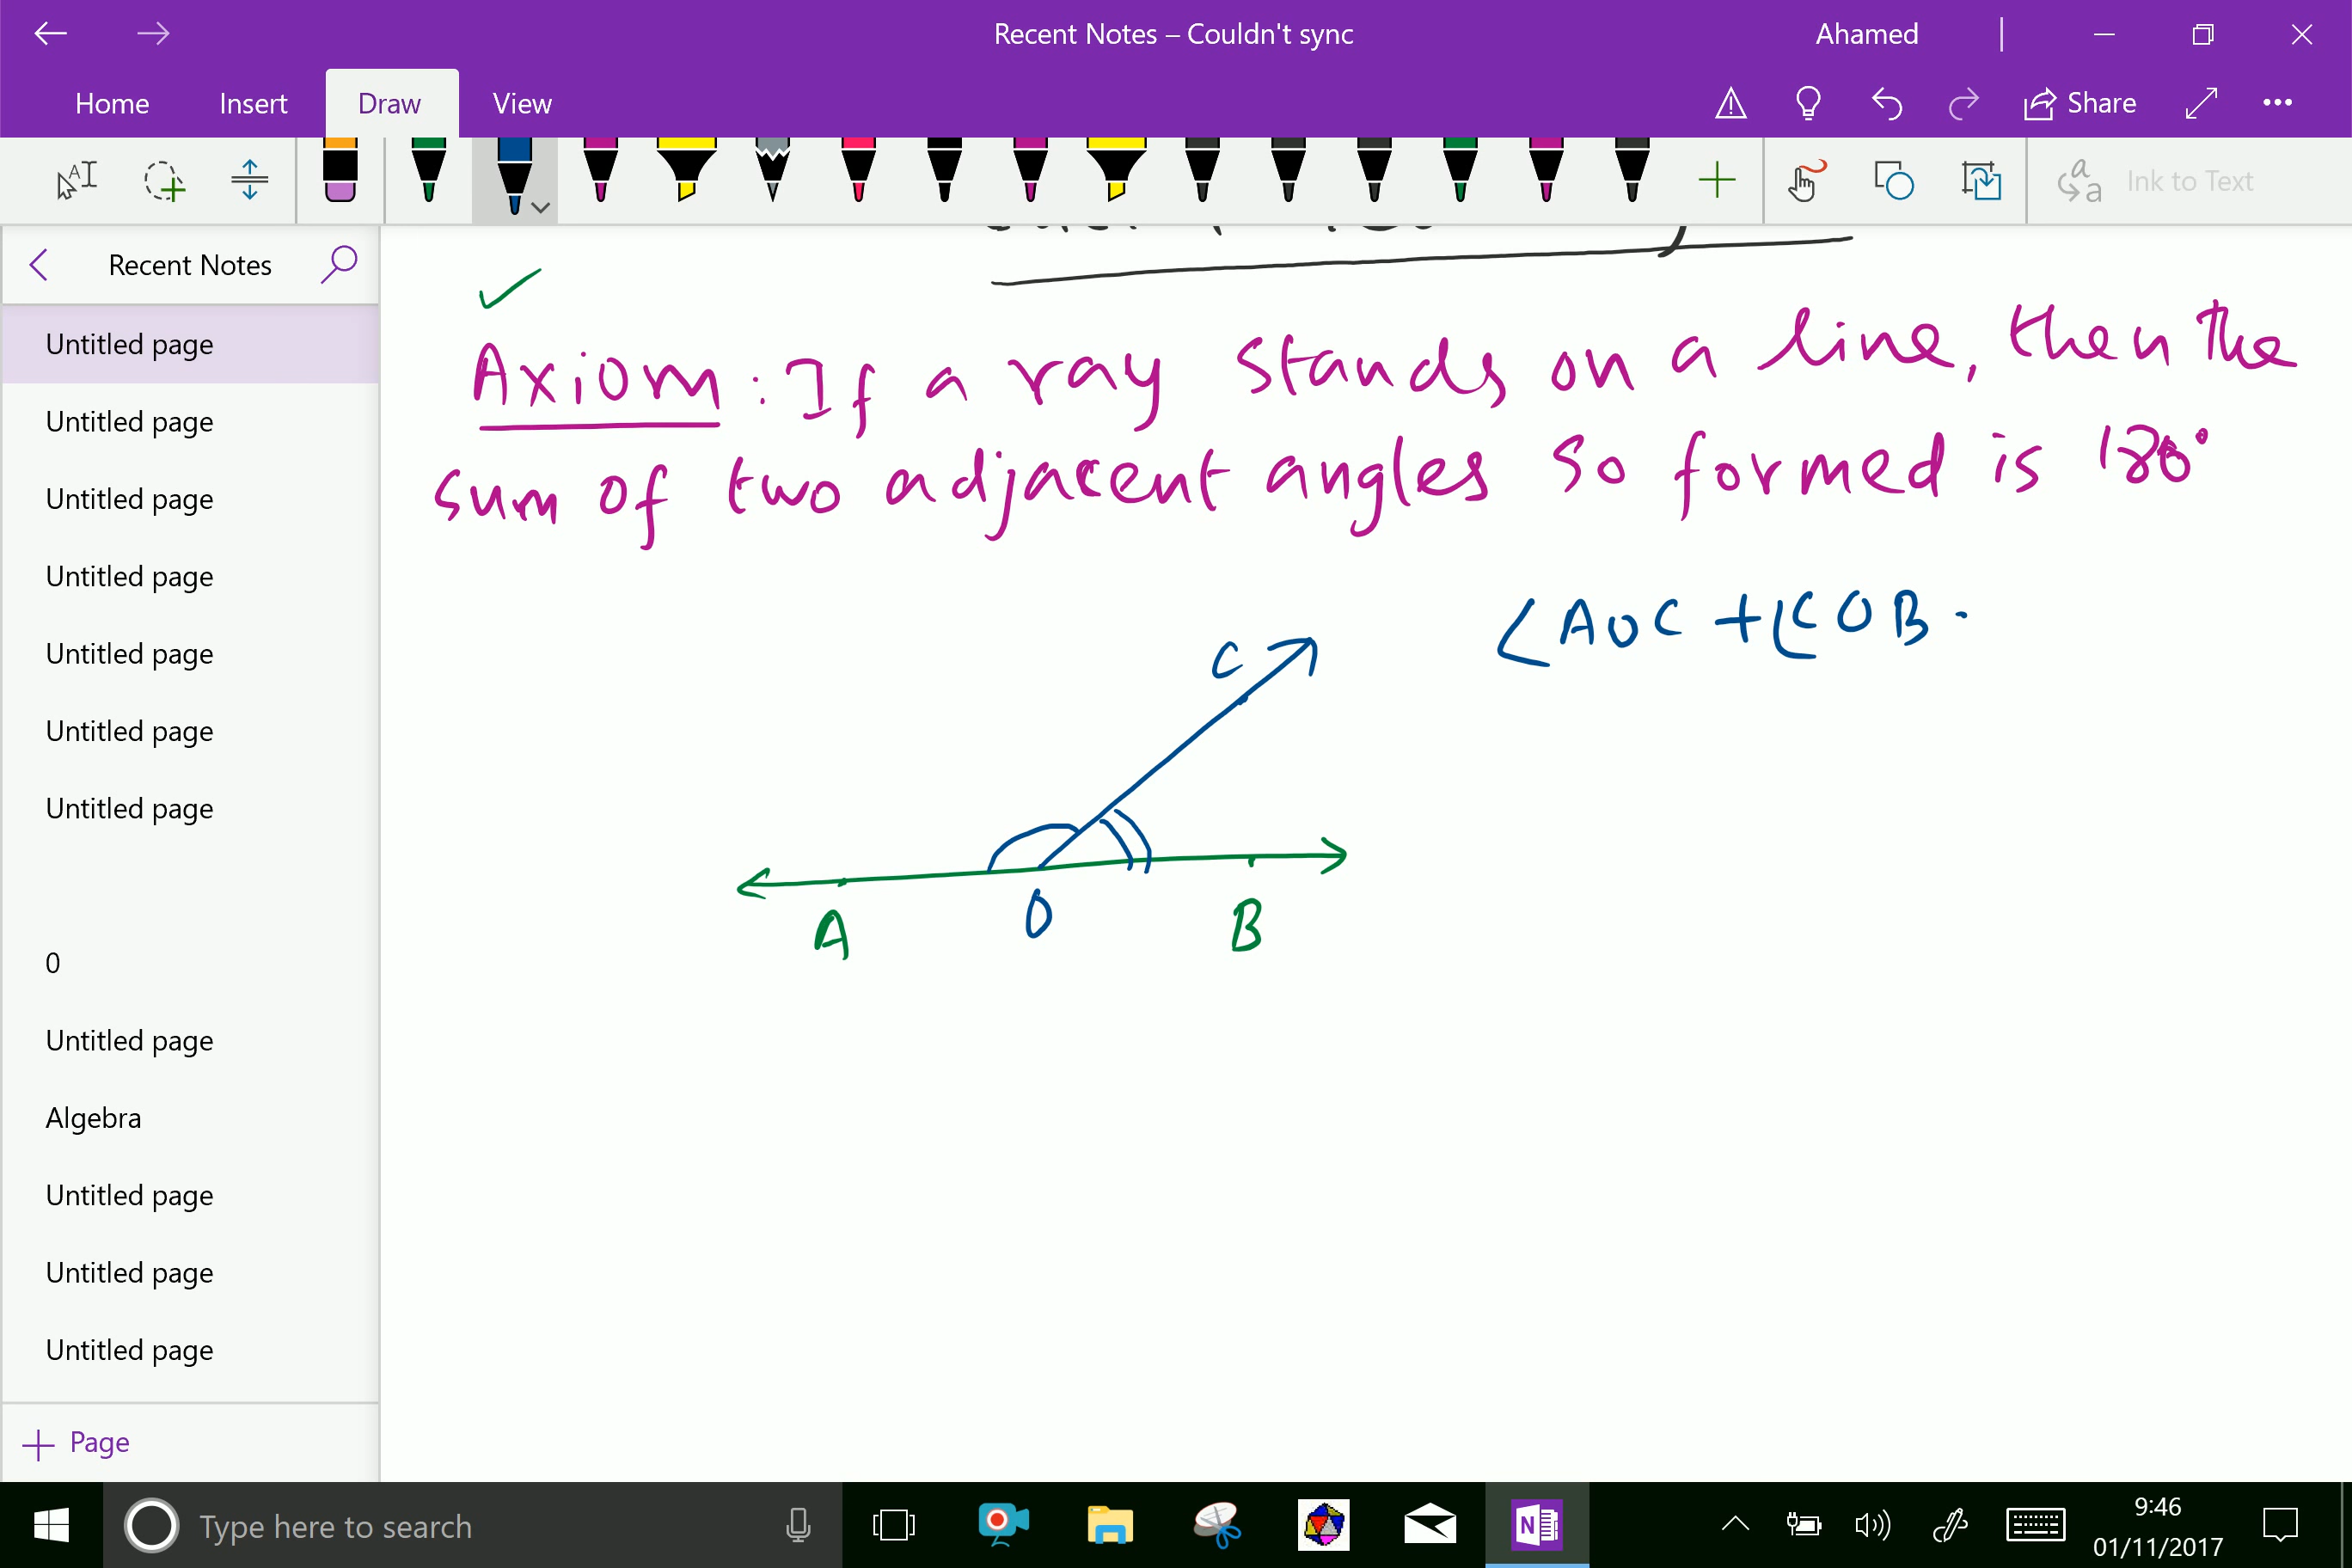 Recent Notes – Couldn't sync
Ahamed
Home
Insert
Draw
View
Share
Ink to Text
Recent Notes
Untitled page
Untitled page
Untitled page
Untitled page
Untitled page
Untitled page
Untitled page
0
Untitled page
Algebra
Untitled page
Untitled page
Untitled page
Page
Axiom : If a ray stands on a line, then the
sum of two adjacent angles so formed is 180°
∠AOC + ∠COB -
C
A
O
B
Type here to search
9:46
01/11/2017